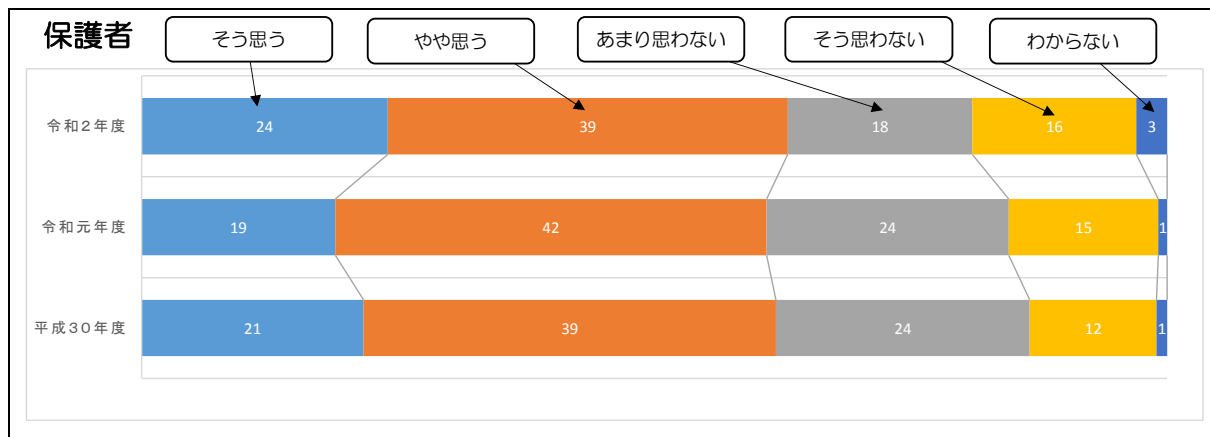 保護者
そう思う
やや思う
あまり思わない
そう思わない
わからない
令和2年度
24
39
18
16
3
令和元年度
19
42
24
15
1
平成30年度
21
39
24
12
1